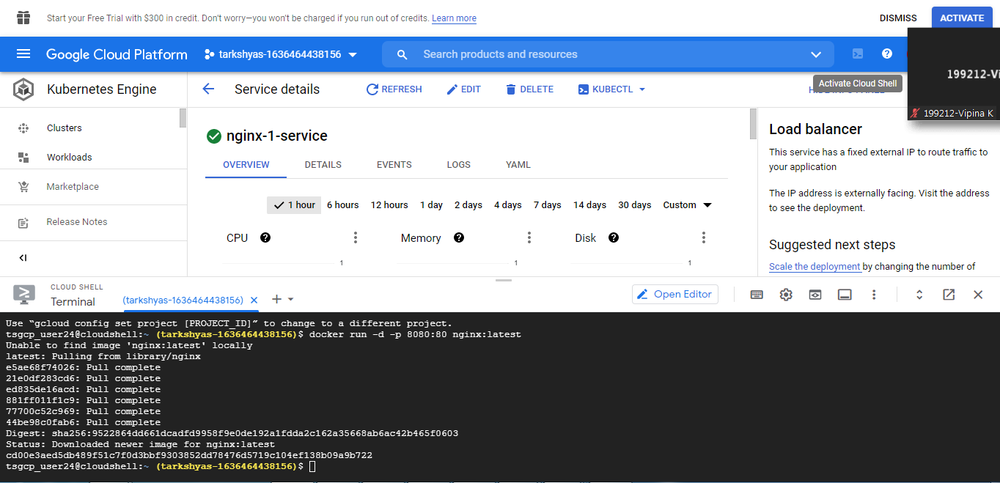 Start your Free Trial with $300 in credit. Don't worry—you won't be charged if you run out of credits. Learn more
DISMISS
ACTIVATE
Google Cloud Platform
tarkshyas-1636464438156
Search products and resources
199212-Vi
Activate Cloud Shell
199212-Vipina K
Kubernetes Engine
Service details
REFRESH
EDIT
DELETE
KUBECTL
HIDE INFO PANEL
Clusters
Workloads
Marketplace
Release Notes
nginx-1-service
OVERVIEW
DETAILS
EVENTS
LOGS
YAML
1 hour
6 hours
12 hours
1 day
2 days
4 days
7 days
14 days
30 days
Custom
CPU
Memory
Disk
1
1
1
Load balancer
This service has a fixed external IP to route traffic to
your application
The IP address is externally facing. Visit the address
to see the deployment.
Suggested next steps
Scale the deployment by changing the number of
CLOUD SHELL
Terminal
(tarkshyas-1636464438156)
Open Editor
Use “gcloud config set project [PROJECT_ID]” to change to a different project.
tsgcp_user24@cloudshell:~ (tarkshyas-1636464438156)$ docker run -d -p 8080:80 nginx:latest
Unable to find image 'nginx:latest' locally
latest: Pulling from library/nginx
e5ae68f74026: Pull complete
21e0df283cd6: Pull complete
ed835de16acd: Pull complete
881ff011f1c9: Pull complete
77700c52c969: Pull complete
44be98c0fab6: Pull complete
Digest: sha256:9522864dd661dcadfd9958f9e0de192a1fdda2c162a35668ab6ac42b465f0603
Status: Downloaded newer image for nginx:latest
cd00e3aed5db489f51c7f0d3bbf9303852dd78476d5719c104ef138b09a9b722
tsgcp_user24@cloudshell:~ (tarkshyas-1636464438156)$